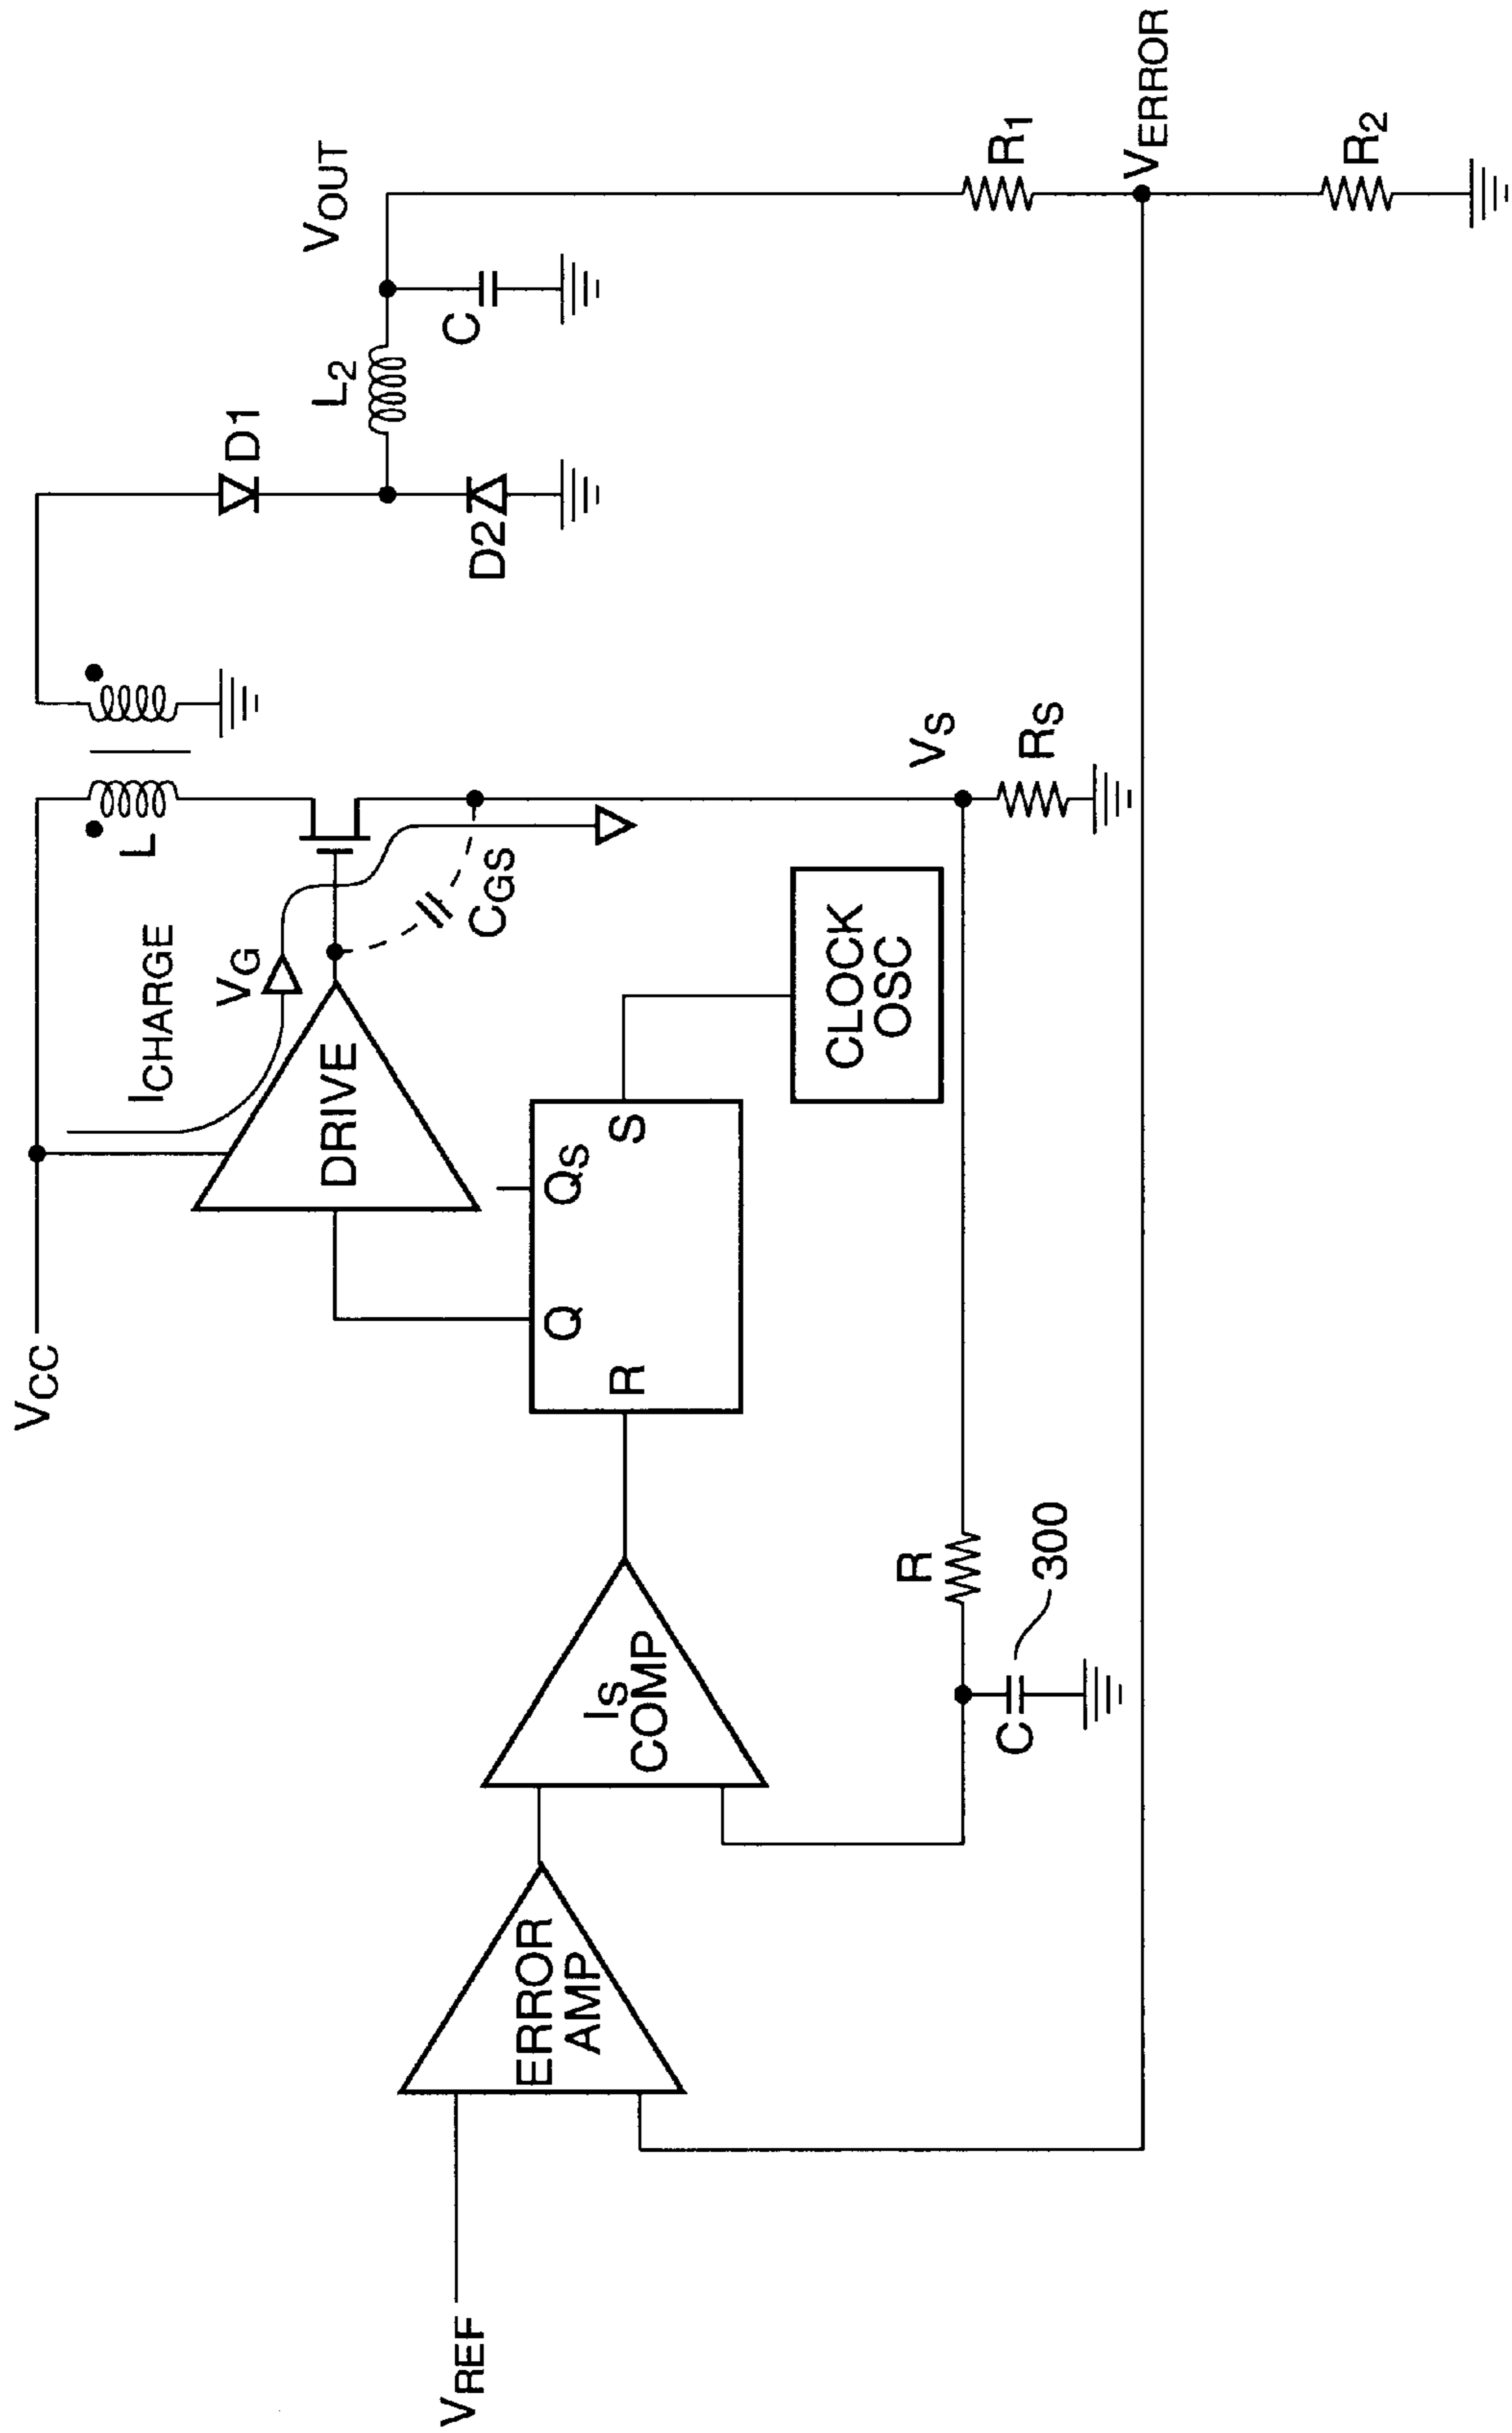 VCC
ICHARGE
VG
L
D1
L2
VOUT
DRIVE
CGS
D2
C
VREF
ERROR
AMP
IS
COMP
R
Q
QS
S
CLOCK
OSC
VS
RS
R
C
300
R1
VERROR
R2